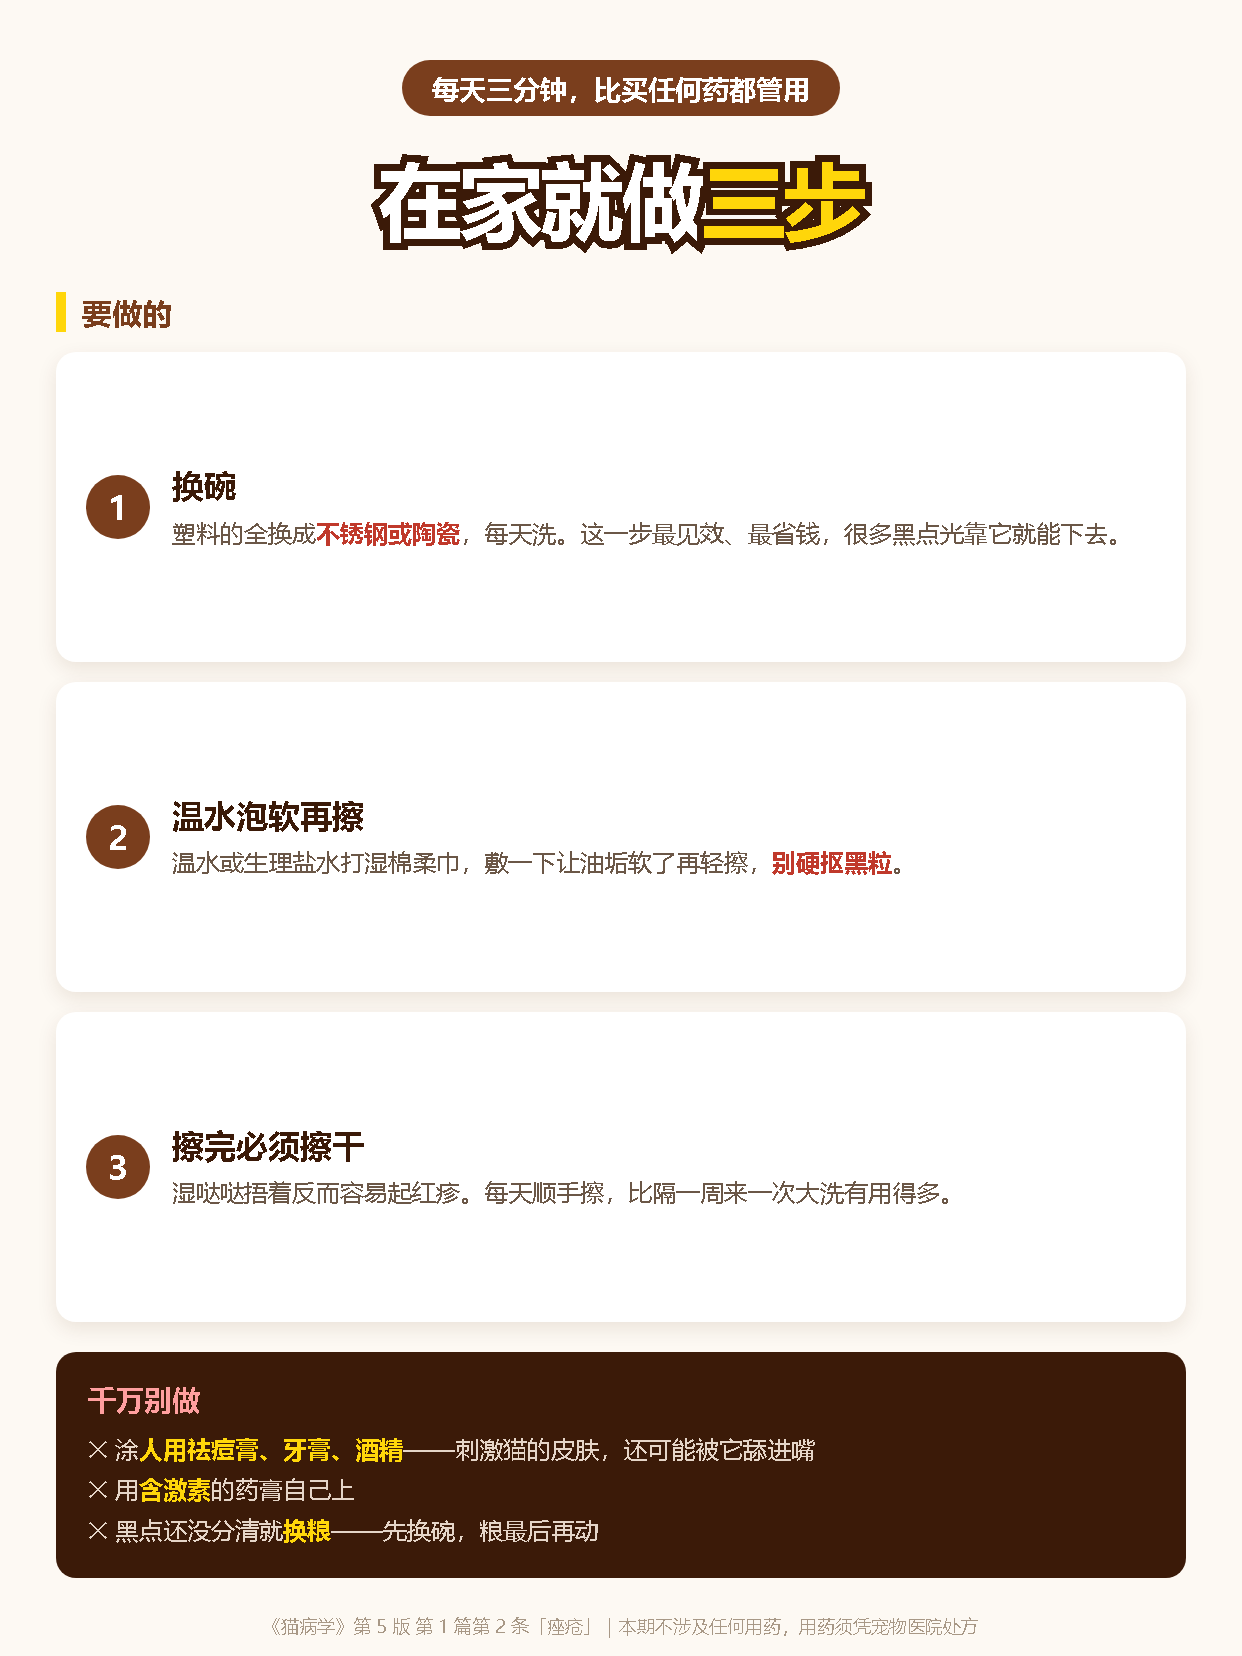 每天三分钟，比买任何药都管用
在家就做三步
要做的
1
换碗
塑料的全换成不锈钢或陶瓷，每天洗。这一步最见效、最省钱，很多黑点光靠它就能下去。
2
温水泡软再擦
温水或生理盐水打湿棉柔巾，敷一下让油垢软了再轻擦，别硬抠黑粒。
3
擦完必须擦干
湿哒哒捂着反而容易起红疹。每天顺手擦，比隔一周来一次大洗有用得多。
千万别做
× 涂人用祛痘膏、牙膏、酒精——刺激猫的皮肤，还可能被它舔进嘴
× 用含激素的药膏自己上
× 黑点还没分清就换粮——先换碗，粮最后再动
《猫病学》第 5 版 第 1 篇第 2 条「痤疮」｜本期不涉及任何用药，用药须凭宠物医院处方